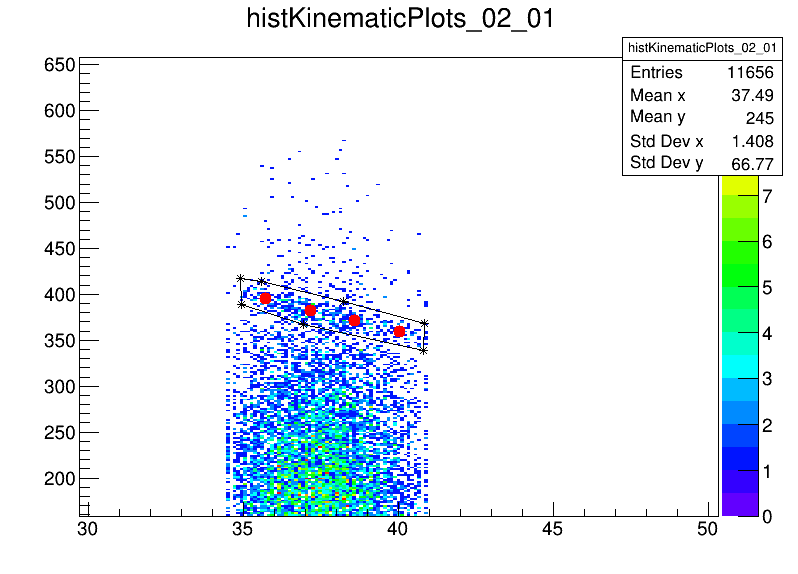 histKinematicPlots_02_01
histKinematicPlots_02_01
Entries 11656
Mean x 37.49
Mean y 245
Std Dev x 1.408
Std Dev y 66.77
650
600
550
500
450
400
350
300
250
200
7
6
5
4
3
2
1
0
30 35 40 45 50